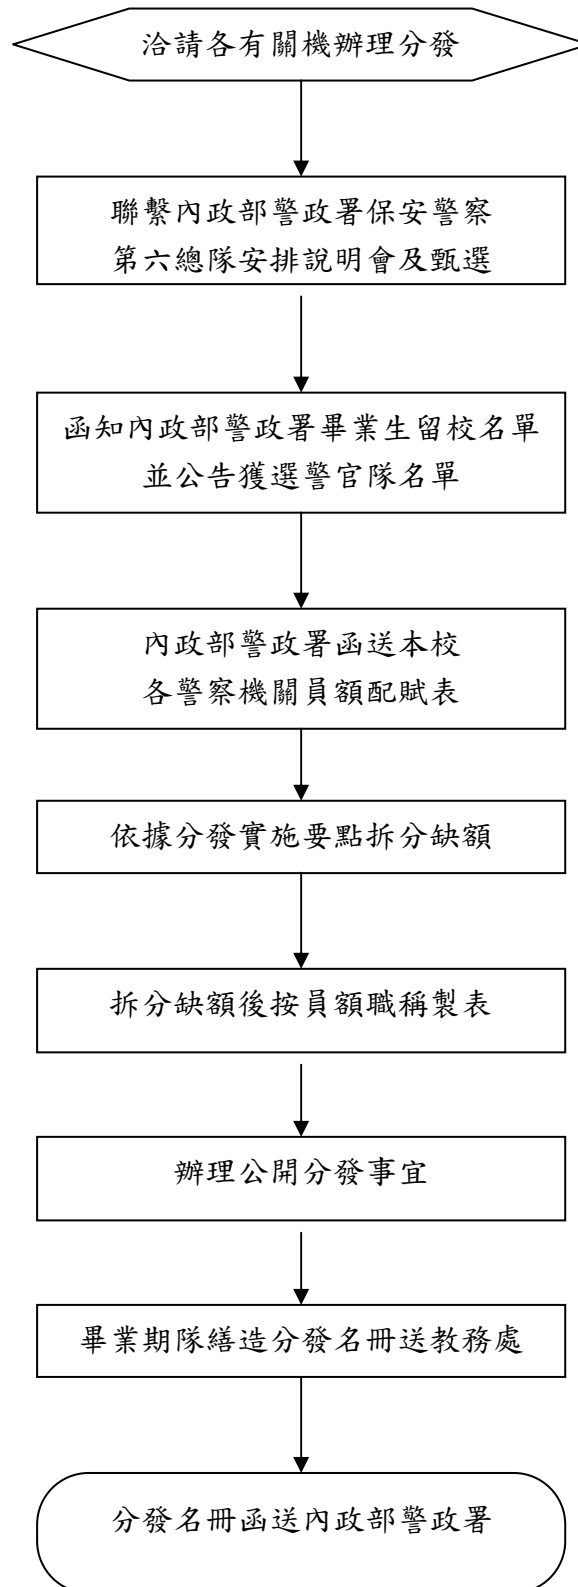 洽請各有關機辦理分發
聯繫內政部警政署保安警察
第六總隊安排說明會及甄選
函知內政部警政署畢業生留校名單
並公告獲選警官隊名單
內政部警政署函送本校
各警察機關員額配賦表
依據分發實施要點拆分缺額
拆分缺額後按員額職稱製表
辦理公開分發事宜
畢業期隊繕造分發名冊送教務處
分發名冊函送內政部警政署